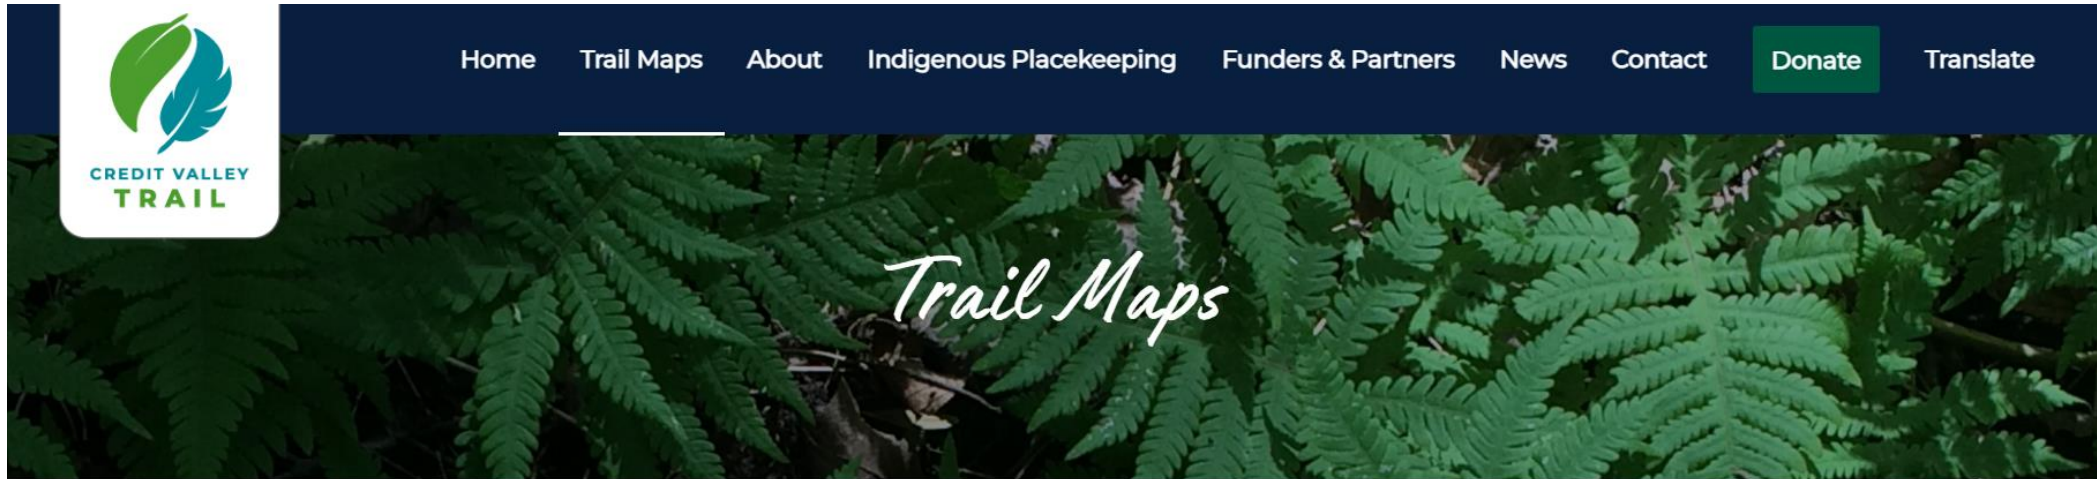 CREDIT VALLEY
TRAIL
Home Trail Maps About Indigenous Placekeeping Funders & Partners News Contact Donate Translate
Trail Maps